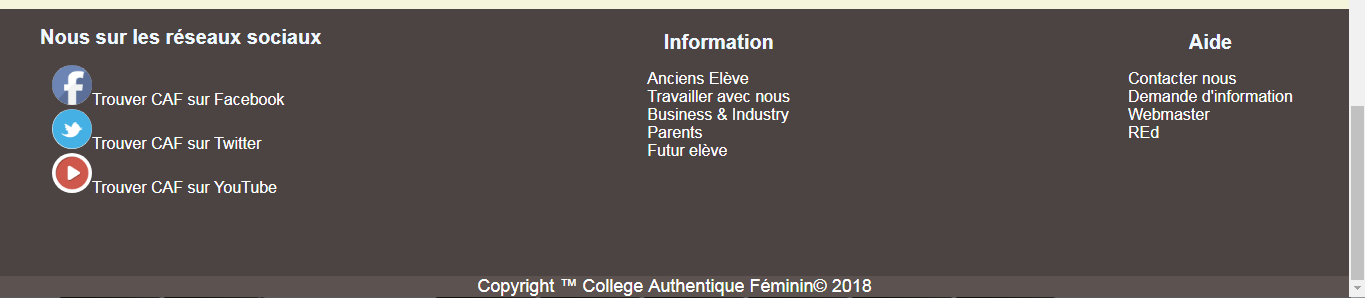 Nous sur les réseaux sociaux
Trouver CAF sur Facebook
Trouver CAF sur Twitter
Trouver CAF sur YouTube
Information
Anciens Elève
Travailler avec nous
Business & Industry
Parents
Futur elève
Aide
Contacter nous
Demande d'information
Webmaster
REd
Copyright ™ College Authentique Féminin© 2018